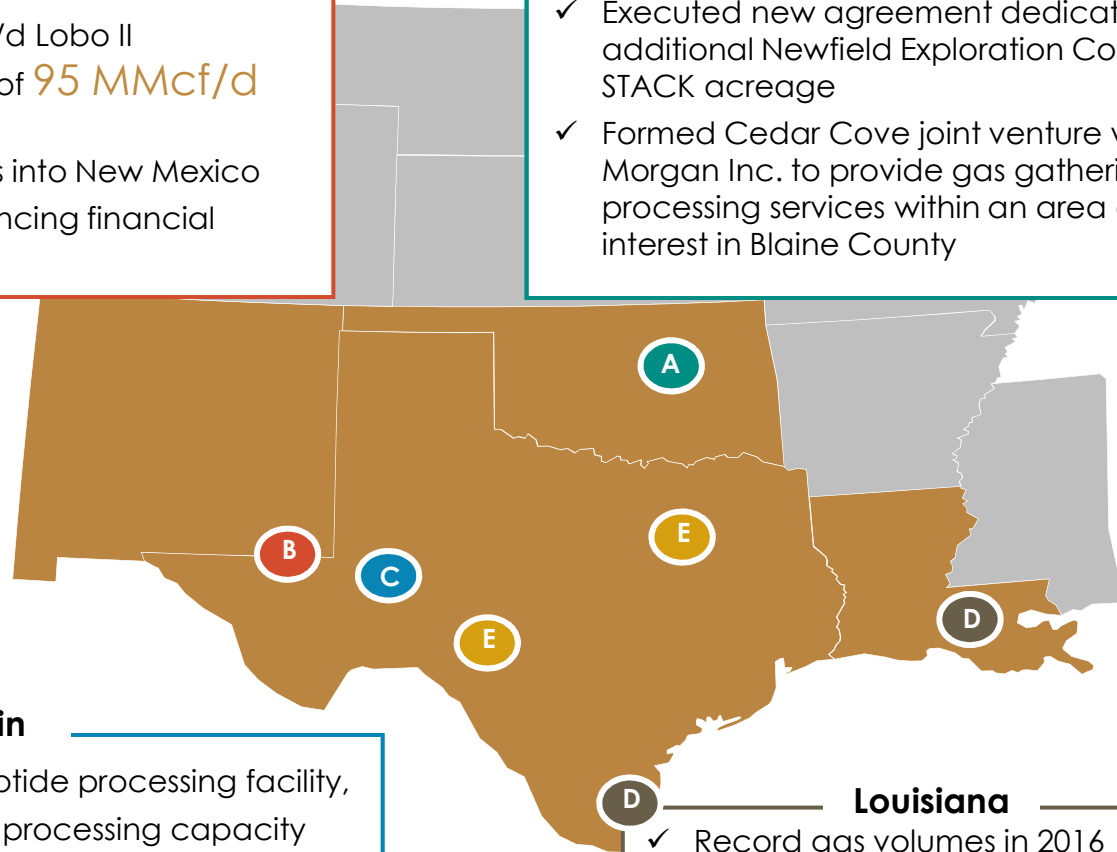 /d Lobo II
of 95 MMcf/d
s into New Mexico
ncing financial
✓ Executed new agreement dedicat
additional Newfield Exploration Co
STACK acreage
✓ Formed Cedar Cove joint venture
Morgan Inc. to provide gas gatheri
processing services within an area
interest in Blaine County
A
B
C
E
E
D
D
in
ptide processing facility,
processing capacity
Louisiana
✓ Record gas volumes in 2016